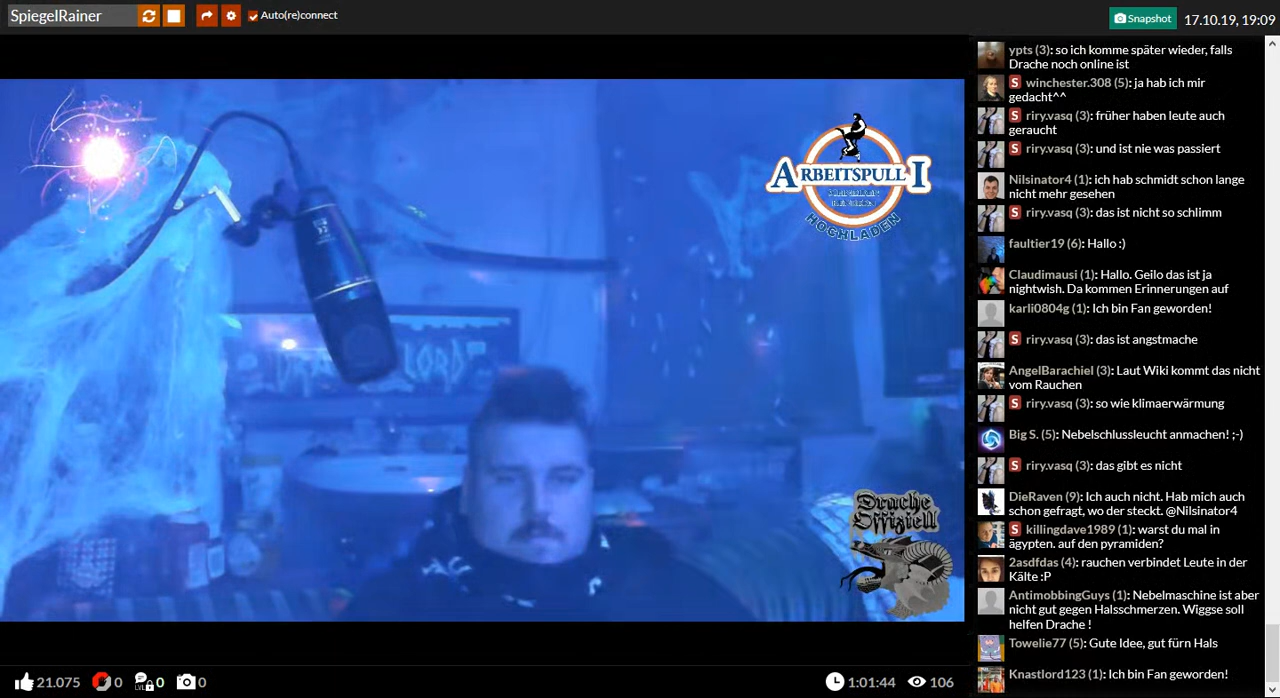 SpiegelRainer
Auto(re)connect
Snapshot
17.10.19, 19:09
ARBEITSPULLI
HOCHLADEN
LORD
Drache
Offiziell
ypts (3): so ich komme später wieder, falls
Drache noch online ist
S winchester.308 (5): ja hab ich mir
gedacht^^
S riry.vasq (3): früher haben leute auch
geraucht
S riry.vasq (3): und ist nie was passiert
Nilsinator4 (1): ich hab schmidt schon lange
nicht mehr gesehen
S riry.vasq (3): das ist nicht so schlimm
faultier19 (6): Hallo :)
Claudimausi (1): Hallo. Geilo das ist ja
nightwish. Da kommen Erinnerungen auf
karli0804g (1): Ich bin Fan geworden!
S riry.vasq (3): das ist angstmache
AngelBarachiel (3): Laut Wiki kommt das nicht
vom Rauchen
S riry.vasq (3): so wie klimaerwärmung
Big S. (5): Nebelschlussleucht anmachen! ;-)
S riry.vasq (3): das gibt es nicht
DieRaven (9): Ich auch nicht. Hab mich auch
schon gefragt, wo der steckt. @Nilsinator4
S killingdave1989 (1): warst du mal in
ägypten. auf den pyramiden?
2asdfdas (4): rauchen verbindet Leute in der
Kälte :P
AntimobbingGuys (1): Nebelmaschine ist aber
nicht gut gegen Halsschmerzen. Wiggse soll
helfen Drache !
Towelie77 (5): Gute Idee, gut fürn Hals
Knastlord123 (1): Ich bin Fan geworden!
21.075
0
LVL 0
0
1:01:44
106